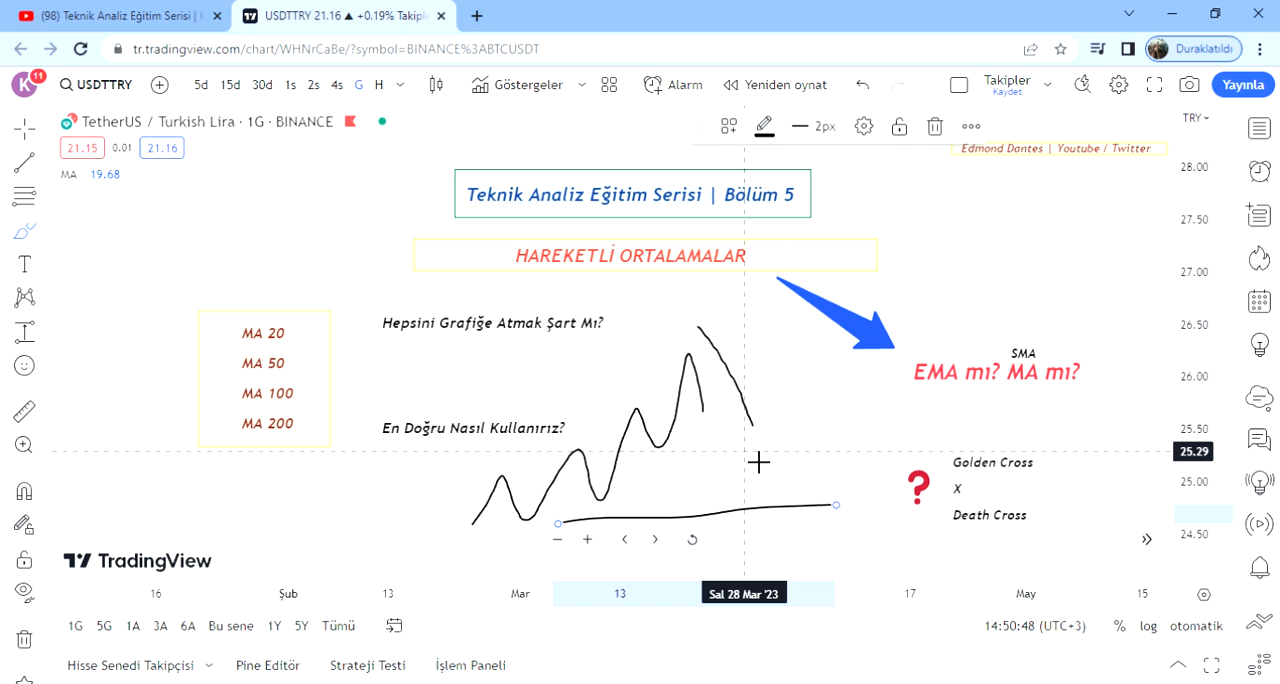 (98) Teknik Analiz Eğitim Serisi | K
USDTTRY 21.16 ▲ +0.19% Takiple
tr.tradingview.com/chart/WHNrCaBe/?symbol=BINANCE%3ABTCUSDT
Duraklatıldı
K
11
USDTTRY
5d 15d 30d 1s 2s 4s G H
Göstergeler
Alarm
Yeniden oynat
Takipler
Kaydet
Yayınla
TetherUS / Turkish Lira · 1G · BINANCE
2px
TRY
21.15 0.01 21.16
Edmond Dantes | Youtube / Twitter
MA 19.68
28.00
Teknik Analiz Eğitim Serisi | Bölüm 5
27.50
HAREKETLİ ORTALAMALAR
27.00
Hepsini Grafiğe Atmak Şart Mı?
26.50
MA 20
MA 50
MA 100
MA 200
SMA
EMA mı? MA mı?
26.00
En Doğru Nasıl Kullanırız?
25.50
25.29
Golden Cross
X
Death Cross
?
25.00
24.50
TradingView
16 Şub 13 Mar 13 Sal 28 Mar '23 17 May 15
1G 5G 1A 3A 6A Bu sene 1Y 5Y Tümü
14:50:48 (UTC+3) % log otomatik
Hisse Senedi Takipçisi Pine Editör Strateji Testi İşlem Paneli